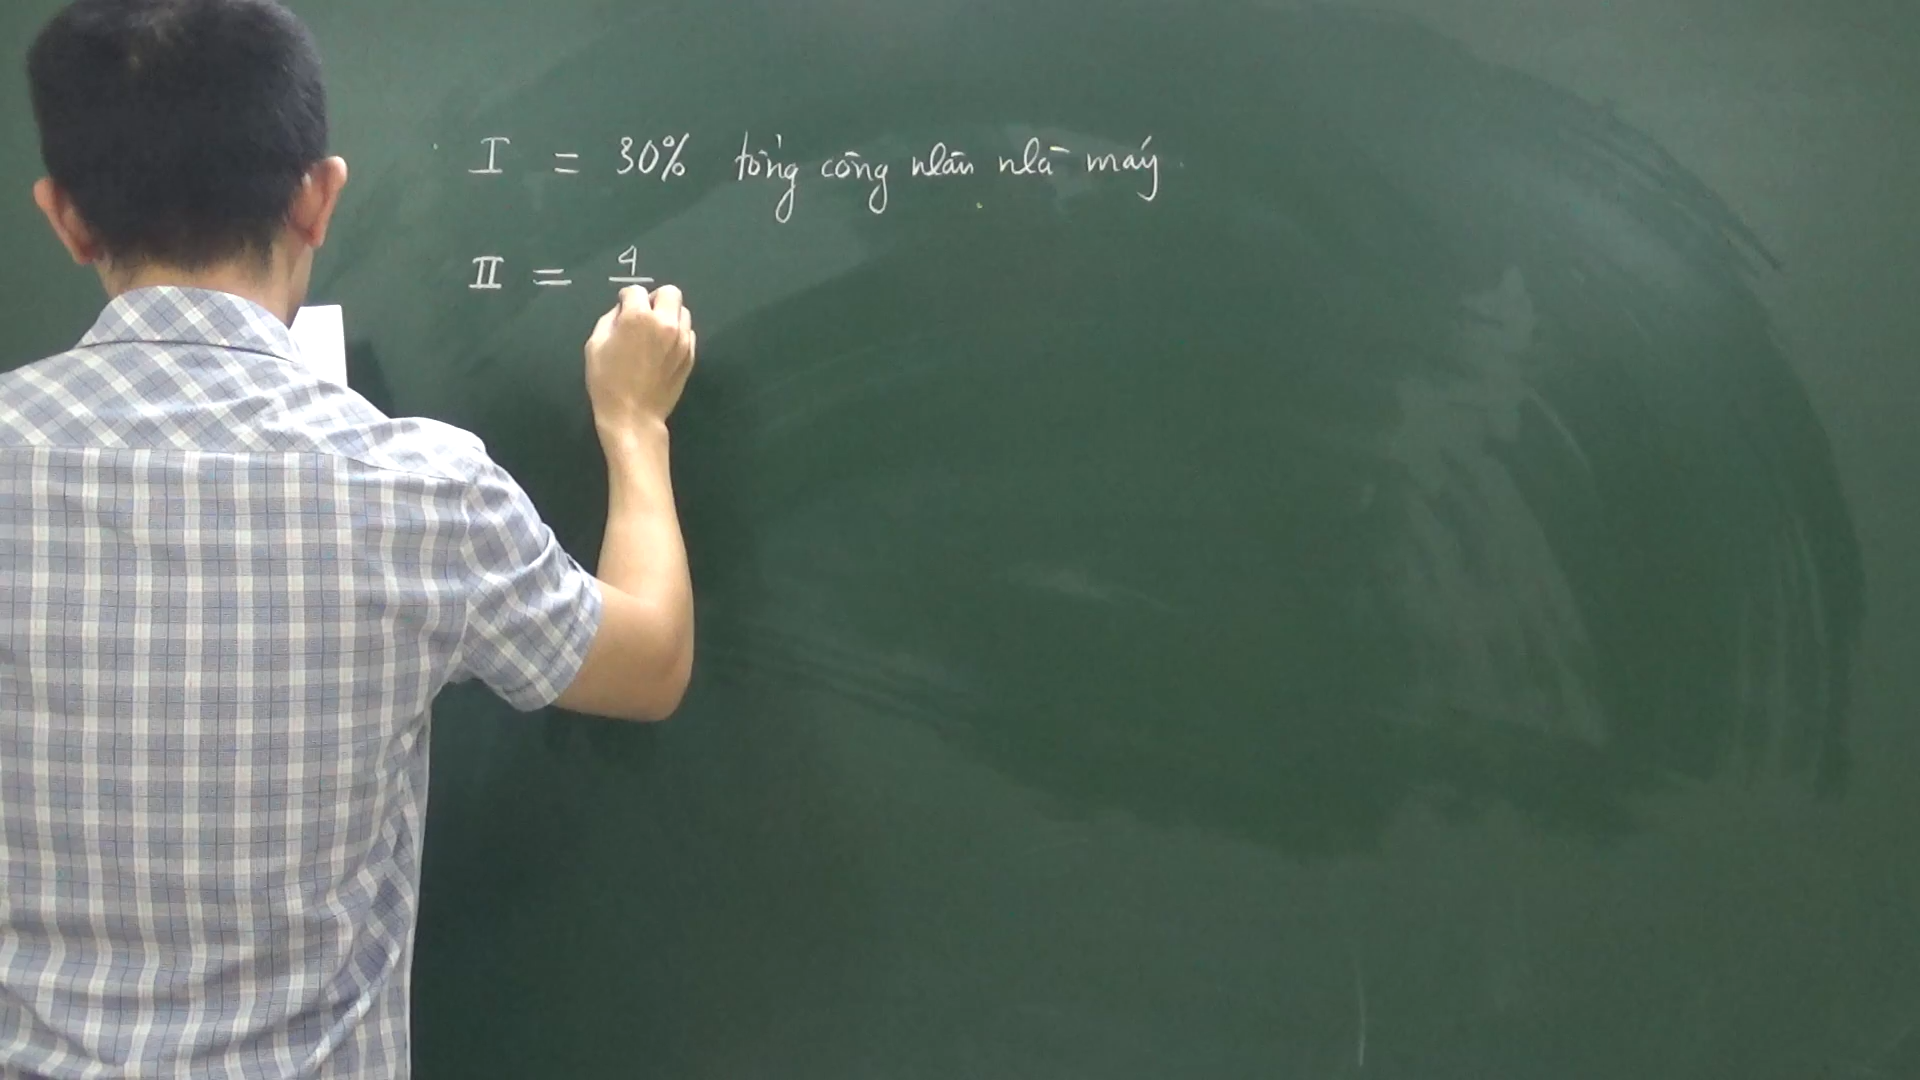 I = 30% tổng công nhân nhà máy
II = 4/